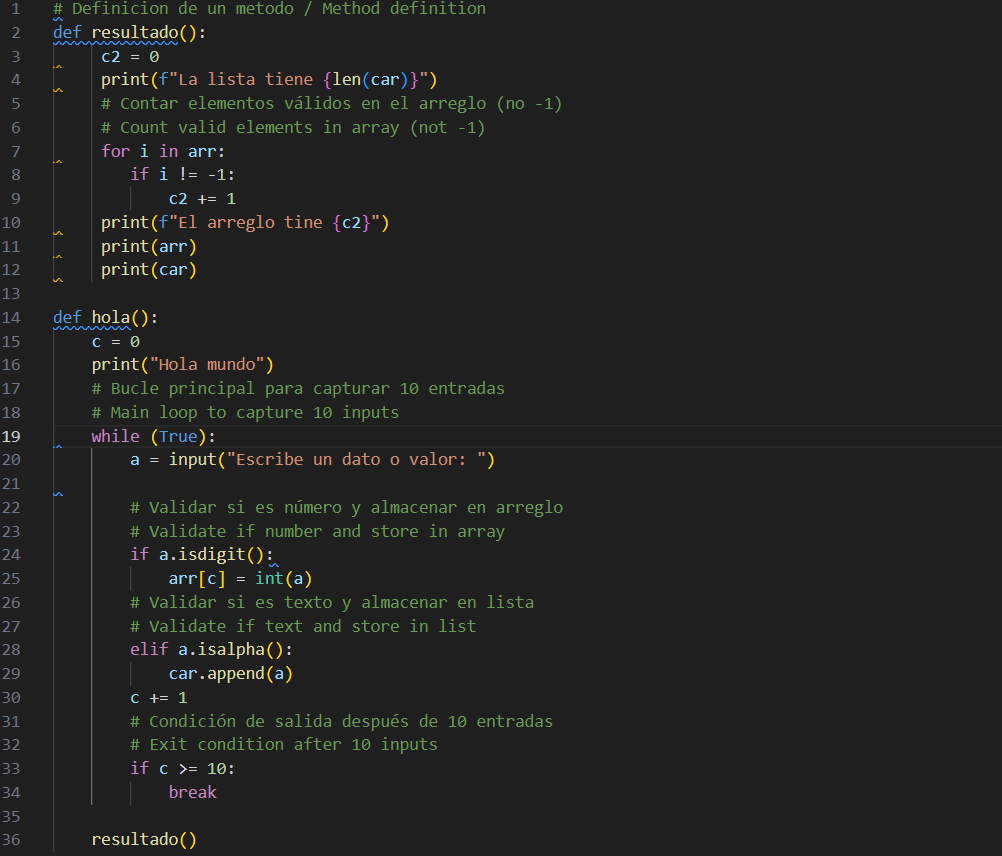 1 # Definicion de un metodo / Method definition
2 def resultado():
3 c2 = 0
4 print(f"La lista tiene {len(car)}")
5 # Contar elementos válidos en el arreglo (no -1)
6 # Count valid elements in array (not -1)
7 for i in arr:
8 if i != -1:
9 c2 += 1
10 print(f"El arreglo tine {c2}")
11 print(arr)
12 print(car)
13
14 def hola():
15 c = 0
16 print("Hola mundo")
17 # Bucle principal para capturar 10 entradas
18 # Main loop to capture 10 inputs
19 while (True):
20 a = input("Escribe un dato o valor: ")
21
22 # Validar si es número y almacenar en arreglo
23 # Validate if number and store in array
24 if a.isdigit():
25 arr[c] = int(a)
26 # Validar si es texto y almacenar en lista
27 # Validate if text and store in list
28 elif a.isalpha():
29 car.append(a)
30 c += 1
31 # Condición de salida después de 10 entradas
32 # Exit condition after 10 inputs
33 if c >= 10:
34 break
35
36 resultado()